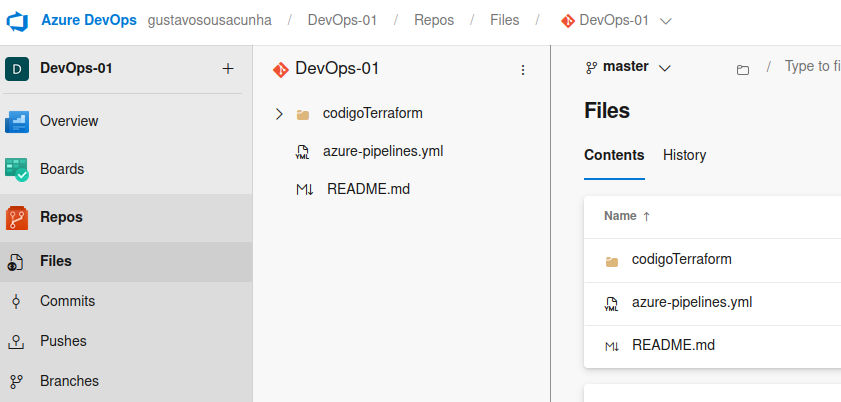 Azure DevOps gustavosousacunha / DevOps-01 / Repos / Files / DevOps-01
D DevOps-01 +
Overview
Boards
Repos
Files
Commits
Pushes
Branches
DevOps-01
codigoTerraform
YML azure-pipelines.yml
M↓ README.md
master / Type to fi
Files
Contents History
Name ↑
codigoTerraform
YML azure-pipelines.yml
M↓ README.md